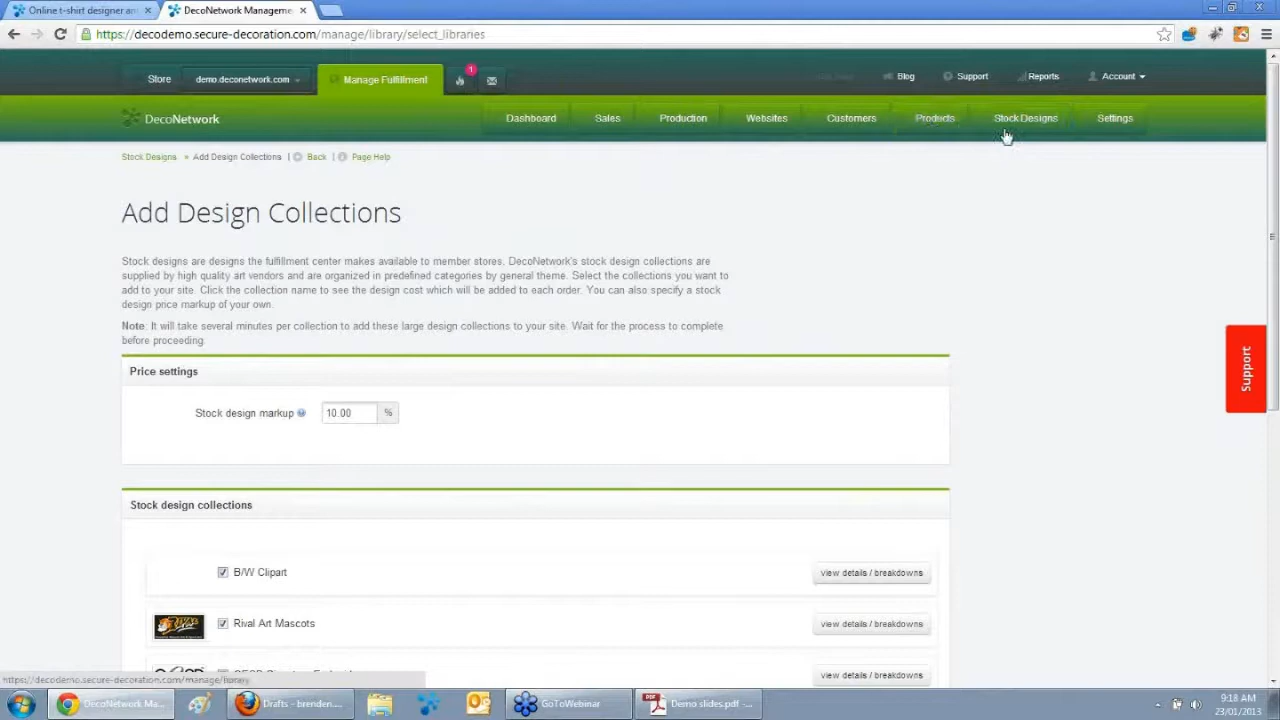 Online t-shirt designer an
DecoNetwork Manageme
https://decodemo.secure-decoration.com/manage/library/select_libraries
Store
demo.deconetwork.com
Manage Fulfillment
1
Blog
Support
Reports
Account
DecoNetwork
Dashboard
Sales
Production
Websites
Customers
Products
Stock Designs
Settings
Stock Designs » Add Design Collections | Back | Page Help
Add Design Collections
Stock designs are designs the fulfillment center makes available to member stores. DecoNetwork's stock design collections are
supplied by high quality art vendors and are organized in predefined categories by general theme. Select the collections you want to
add to your site. Click the collection name to see the design cost which will be added to each order. You can also specify a stock
design price markup of your own.
Note: It will take several minutes per collection to add these large design collections to your site. Wait for the process to complete
before proceeding.
Price settings
Stock design markup
10.00 %
Support
Stock design collections
B/W Clipart
view details / breakdowns
Rival Art Mascots
view details / breakdowns
view details / breakdowns
https://decodemo.secure-decoration.com/manage/library
DecoNetwork Ma...
Drafts - brenden....
GoToWebinar
Demo slides.pdf - ...
9:18 AM
23/01/2013